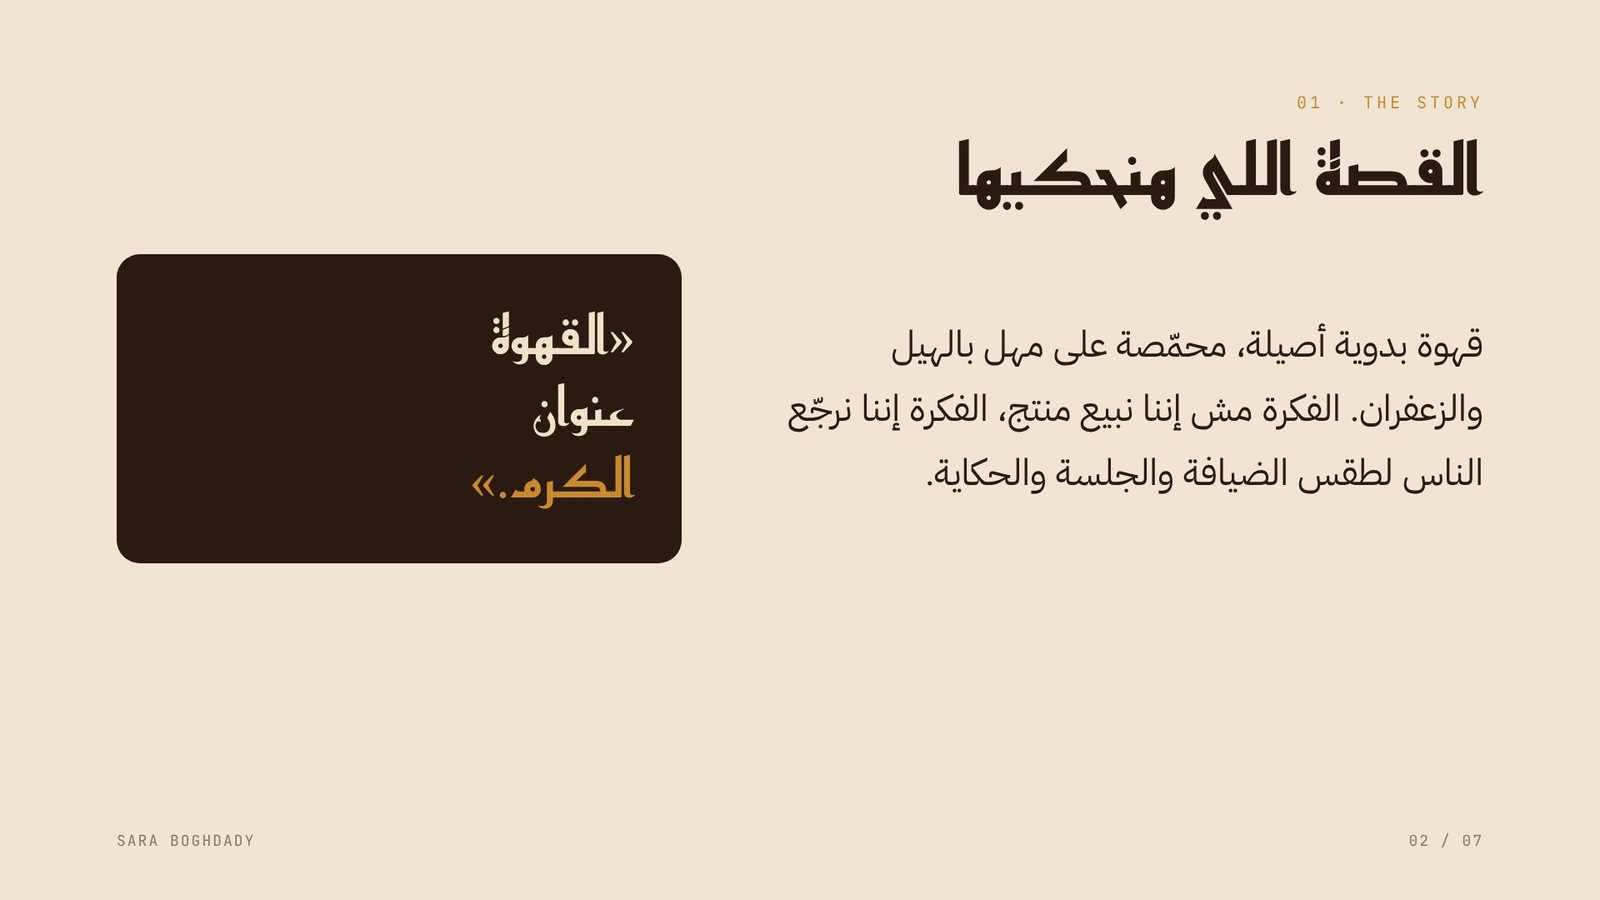 01 · THE STORY
القصة اللي هنحكيها
قهوة بدوية أصيلة، محمّصة على مهل بالهيل
والزعفران. الفكرة مش إننا نبيع منتج، الفكرة إننا نرجّع
الناس لطقس الضيافة والجلسة والحكاية.
«القهوة
عنوان
الكرم.»
SARA BOGHDADY
02 / 07